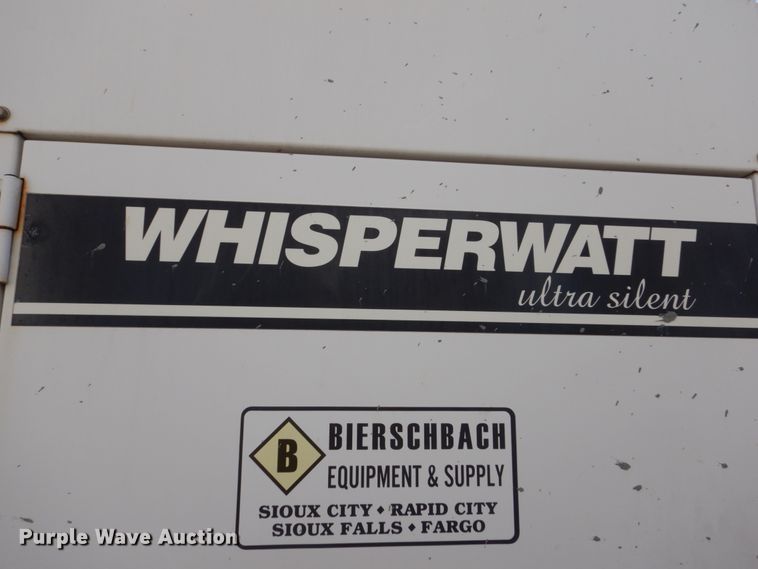 WHISPERWATT
ultra silent
B
BIERSCHBACH
EQUIPMENT & SUPPLY
SIOUX CITY ♦ RAPID CITY
SIOUX FALLS ♦ FARGO
Purple Wave Auction